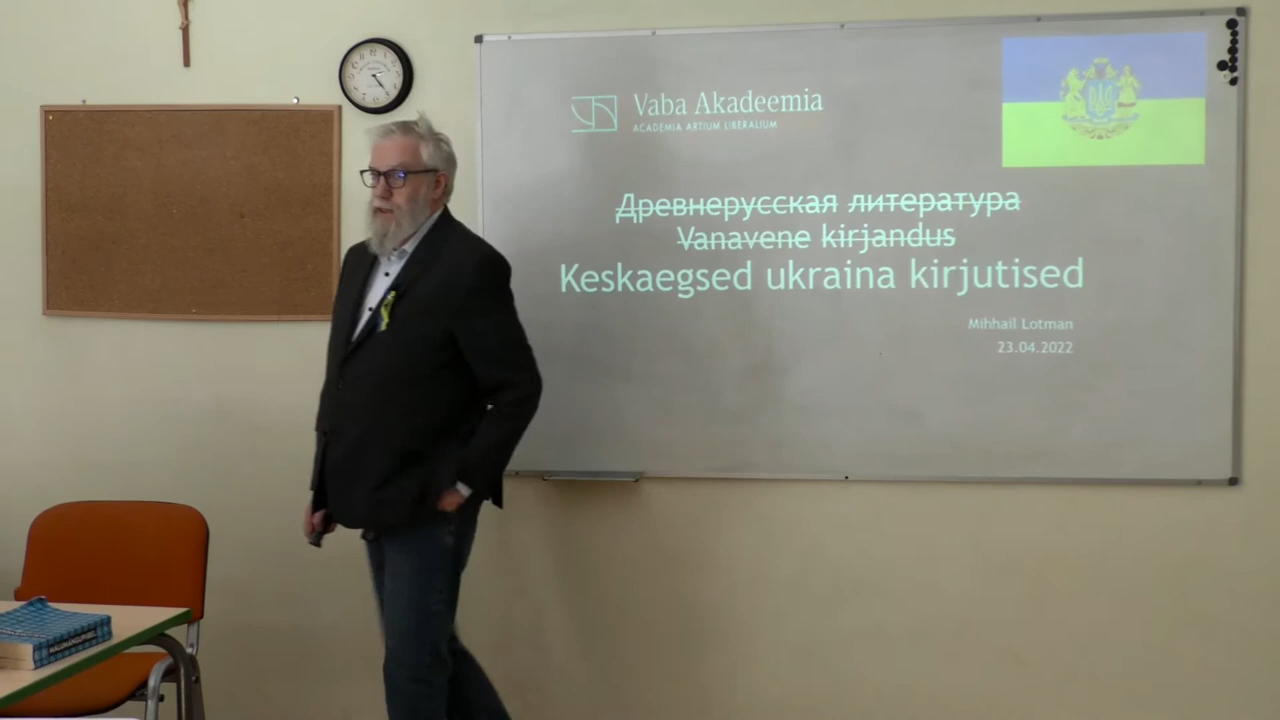 Vaba Akadeemia
ACADEMIA ARTIUM LIBERALIUM
Древнерусская литература
Vanavene kirjandus
Keskaegsed ukraina kirjutised
Mihhail Lotman
23.04.2022